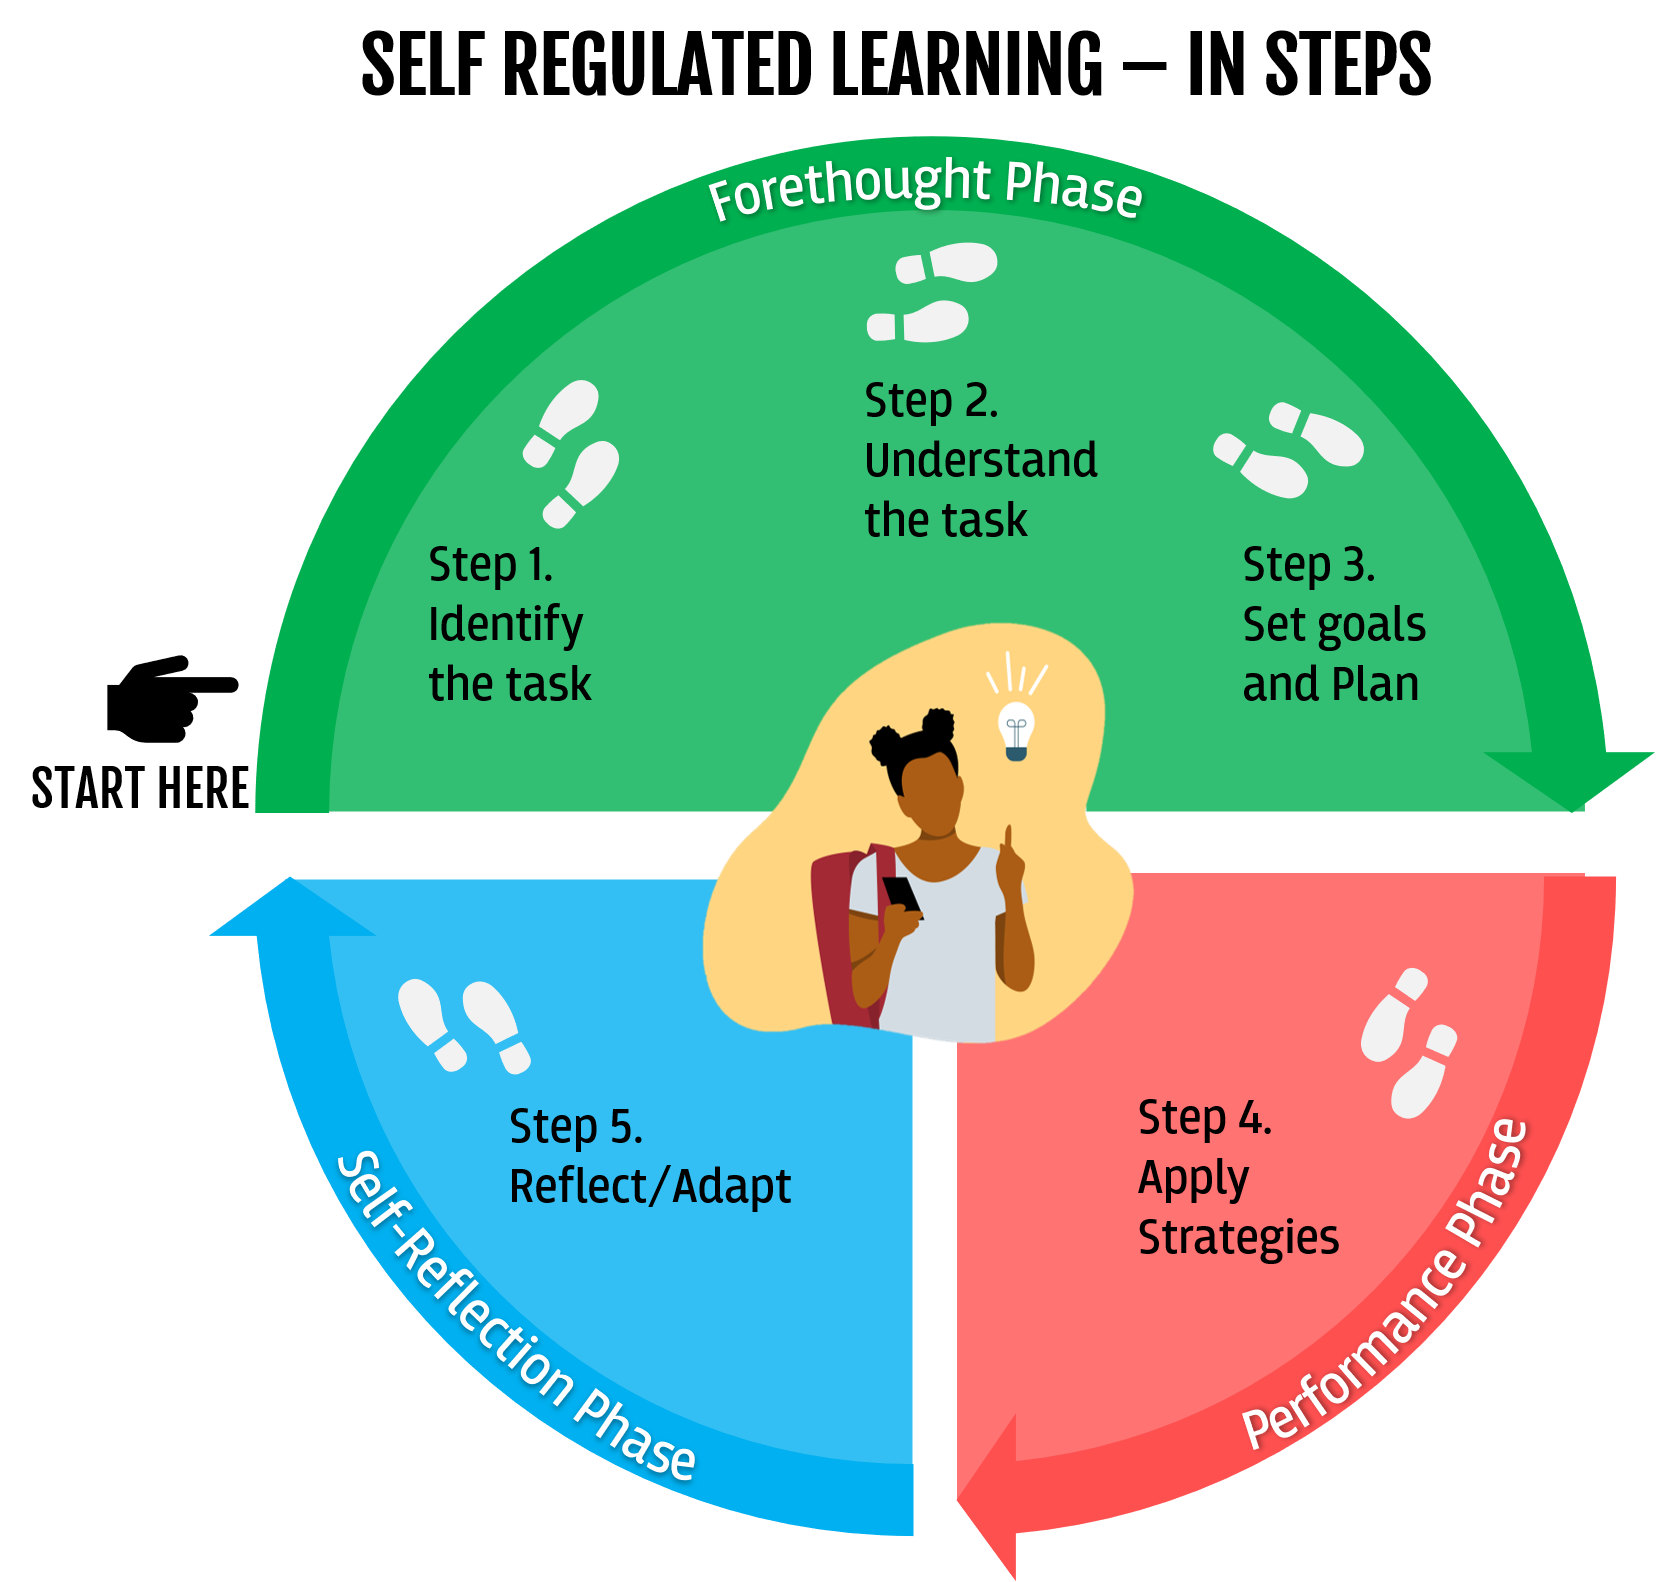 SELF REGULATED LEARNING – IN STEPS
Forethought Phase
Step 1.
Identify
the task
Step 2.
Understand
the task
Step 3.
Set goals
and Plan
START HERE
Step 4.
Apply
Strategies
Performance Phase
Step 5.
Reflect/Adapt
Self-Reflection Phase